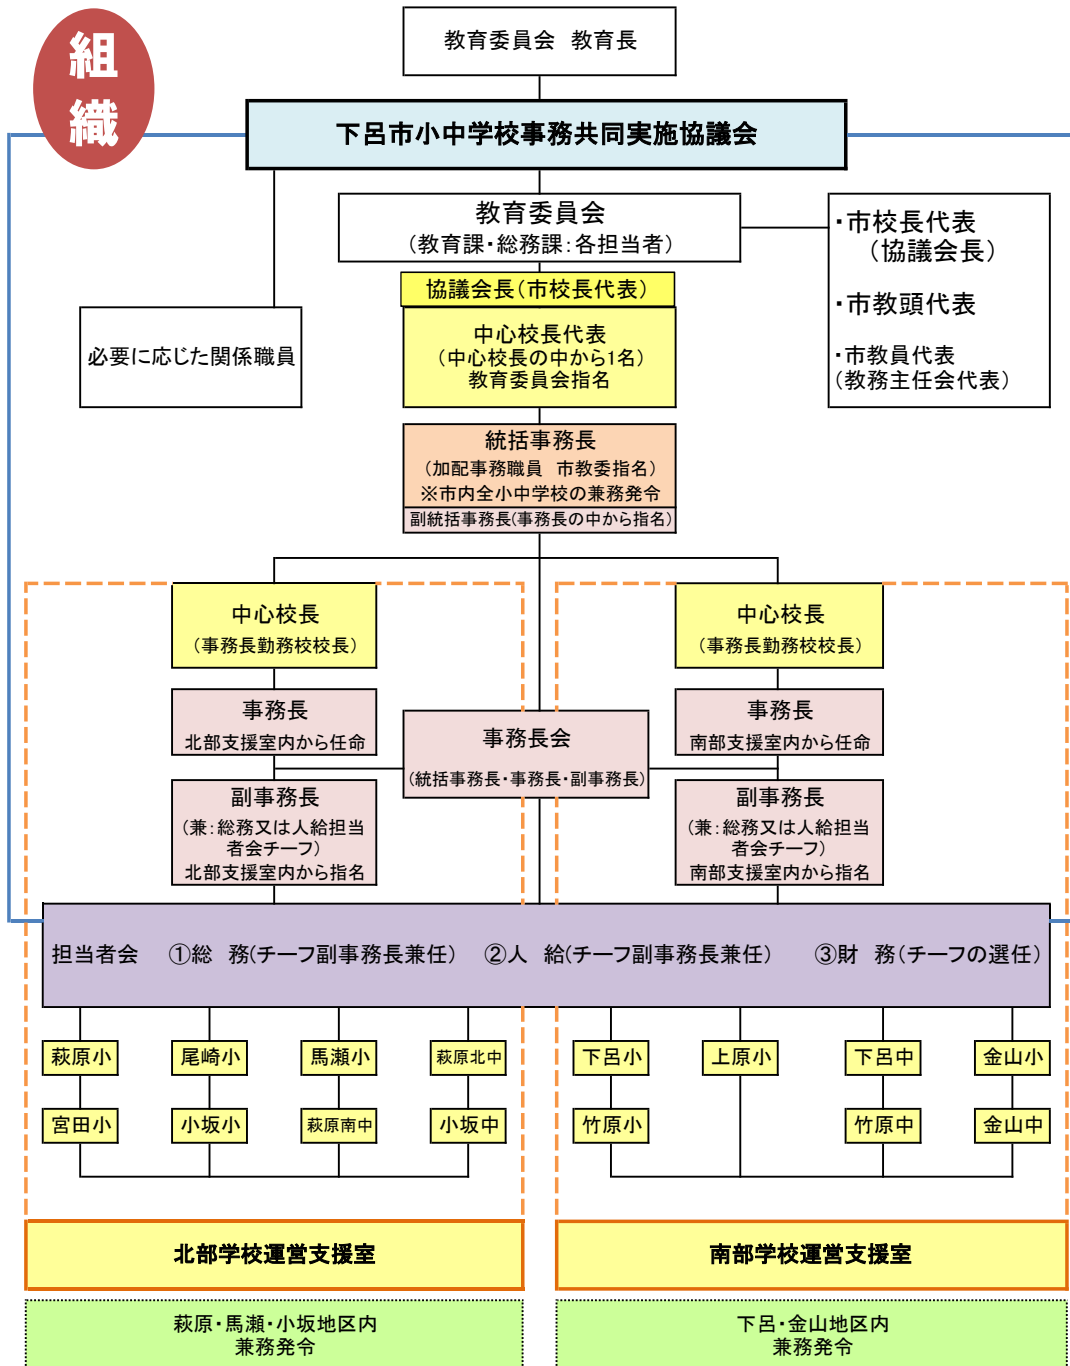 組
織
教育委員会　教育長
下呂市小中学校事務共同実施協議会
教育委員会
（教育課・総務課：各担当者）
・市校長代表
（協議会長）
・市教頭代表
・市教員代表
（教務主任会代表）
必要に応じた関係職員
協議会長（市校長代表）
中心校長代表
（中心校長の中から1名）
教育委員会指名
統括事務長
（加配事務職員　市教委指名）
※市内全小中学校の兼務発令
副統括事務長（事務長の中から指名）
中心校長
（事務長勤務校校長）
中心校長
（事務長勤務校校長）
事務長
北部支援室内から任命
事務長会
（統括事務長・事務長・副事務長）
事務長
南部支援室内から任命
副事務長
（兼：総務又は人給担当
者会チーフ）
北部支援室内から指名
副事務長
（兼：総務又は人給担当
者会チーフ）
南部支援室内から指名
担当者会　①総　務（チーフ副事務長兼任）　②人　給（チーフ副事務長兼任）　③財　務（チーフの選任）
萩原小　尾崎小　馬瀬小　萩原北中　下呂小　上原小　下呂中　金山小
宮田小　小坂小　萩原南中　小坂中　竹原小　竹原中　金山中
北部学校運営支援室
南部学校運営支援室
萩原・馬瀬・小坂地区内
兼務発令
下呂・金山地区内
兼務発令